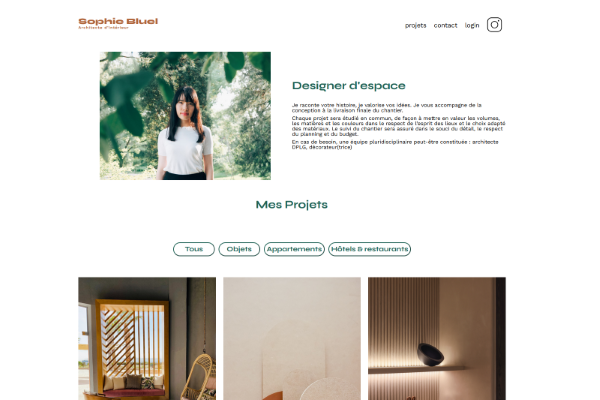 Sophie Bluel
Architecte d'intérieur
projets contact login
Designer d'espace
Je raconte votre histoire, je valorise vos idées. Je vous accompagne de la
conception à la livraison finale du chantier.
Chaque projet sera étudié en commun, de façon à mettre en valeur les volumes,
les matières et les couleurs dans le respect de l'esprit des lieux et le choix adapté
des matériaux. Le suivi du chantier sera assuré dans le souci du détail, le respect
du planning et du budget.
En cas de besoin, une équipe pluridisciplinaire peut-être constituée : architecte
DPLG, décorateur(trice)
Mes Projets
Tous
Objets
Appartements
Hôtels & restaurants